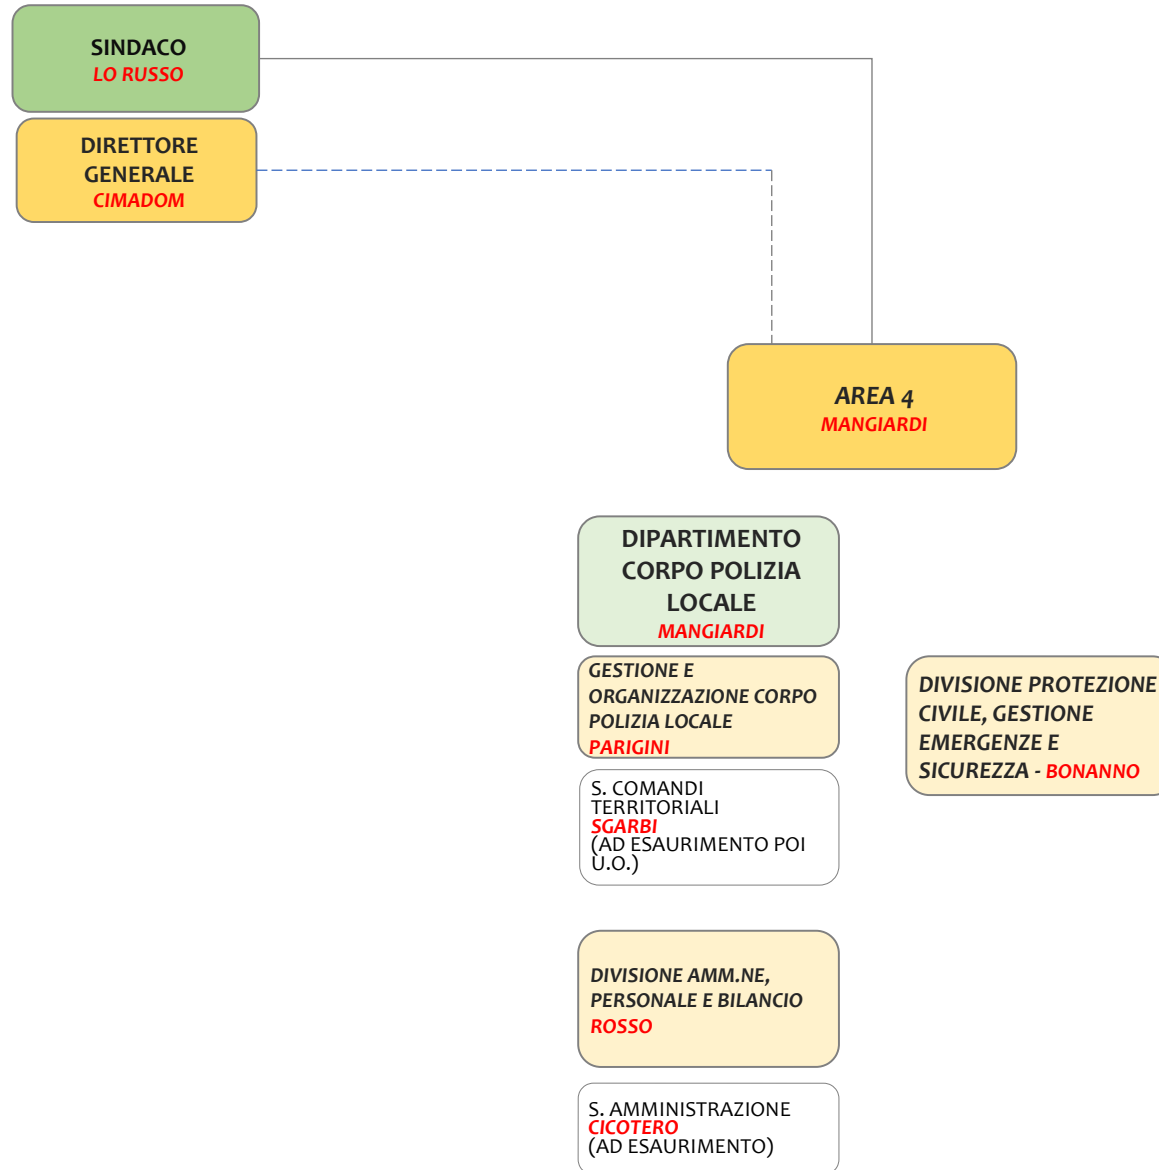 SINDACO
LO RUSSO
DIRETTORE
GENERALE
CIMADOM
AREA 4
MANGIARDI
DIPARTIMENTO
CORPO POLIZIA
LOCALE
MANGIARDI
GESTIONE E
ORGANIZZAZIONE CORPO
POLIZIA LOCALE
PARIGINI
DIVISIONE PROTEZIONE
CIVILE, GESTIONE
EMERGENZE E
SICUREZZA - BONANNO
S. COMANDI
TERRITORIALI
SGARBI
(AD ESAURIMENTO POI
U.O.)
DIVISIONE AMM.NE,
PERSONALE E BILANCIO
ROSSO
S. AMMINISTRAZIONE
CICOTERO
(AD ESAURIMENTO)